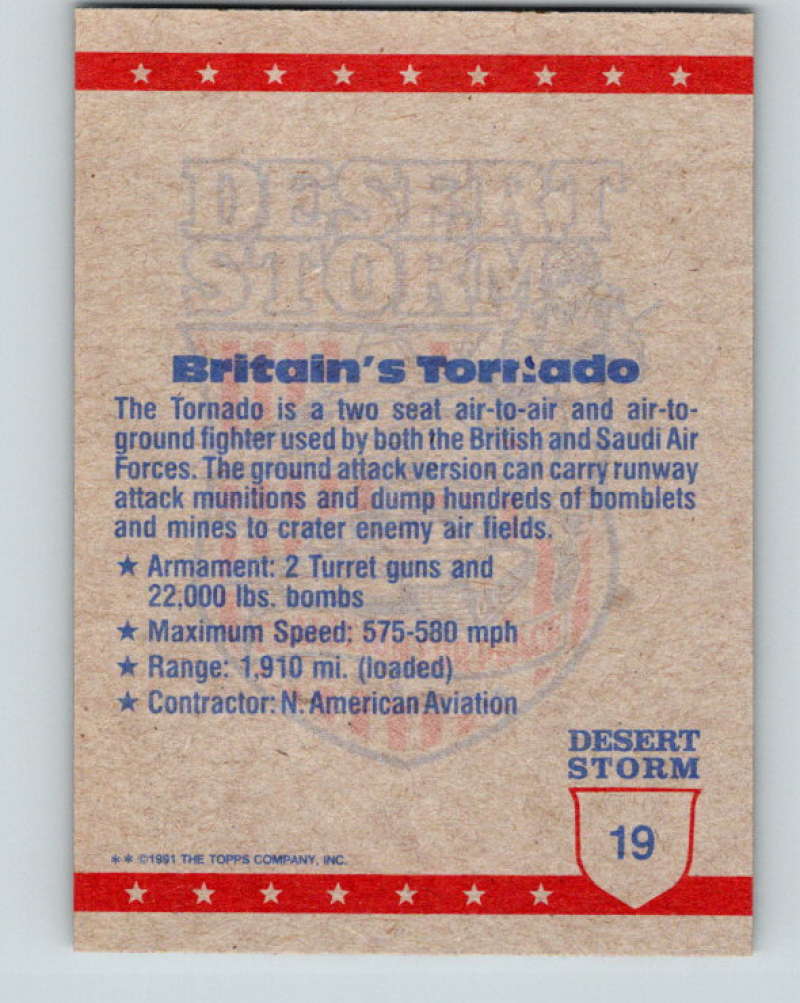 DESERT
STORM
Britain's Tornado
The Tornado is a two seat air-to-air and air-to-
ground fighter used by both the British and Saudi Air
Forces. The ground attack version can carry runway
attack munitions and dump hundreds of bomblets
and mines to crater enemy air fields.
★ Armament: 2 Turret guns and
22,000 lbs. bombs
★ Maximum Speed: 575-580 mph
★ Range: 1,910 mi. (loaded)
★ Contractor: N. American Aviation
DESERT
STORM
19
** ©1991 THE TOPPS COMPANY, INC.